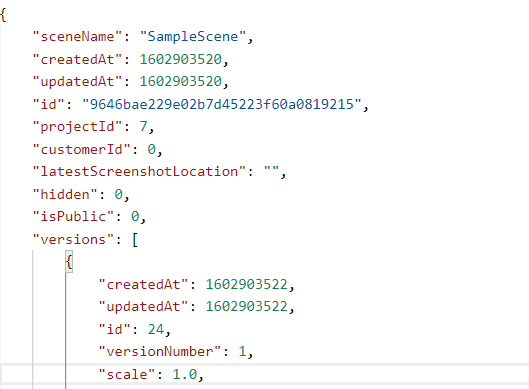 {
"sceneName": "SampleScene",
"createdAt": 1602903520,
"updatedAt": 1602903520,
"id": "9646bae229e02b7d45223f60a0819215",
"projectId": 7,
"customerId": 0,
"latestScreenshotLocation": "",
"hidden": 0,
"isPublic": 0,
"versions": [
{
"createdAt": 1602903522,
"updatedAt": 1602903522,
"id": 24,
"versionNumber": 1,
"scale": 1.0,